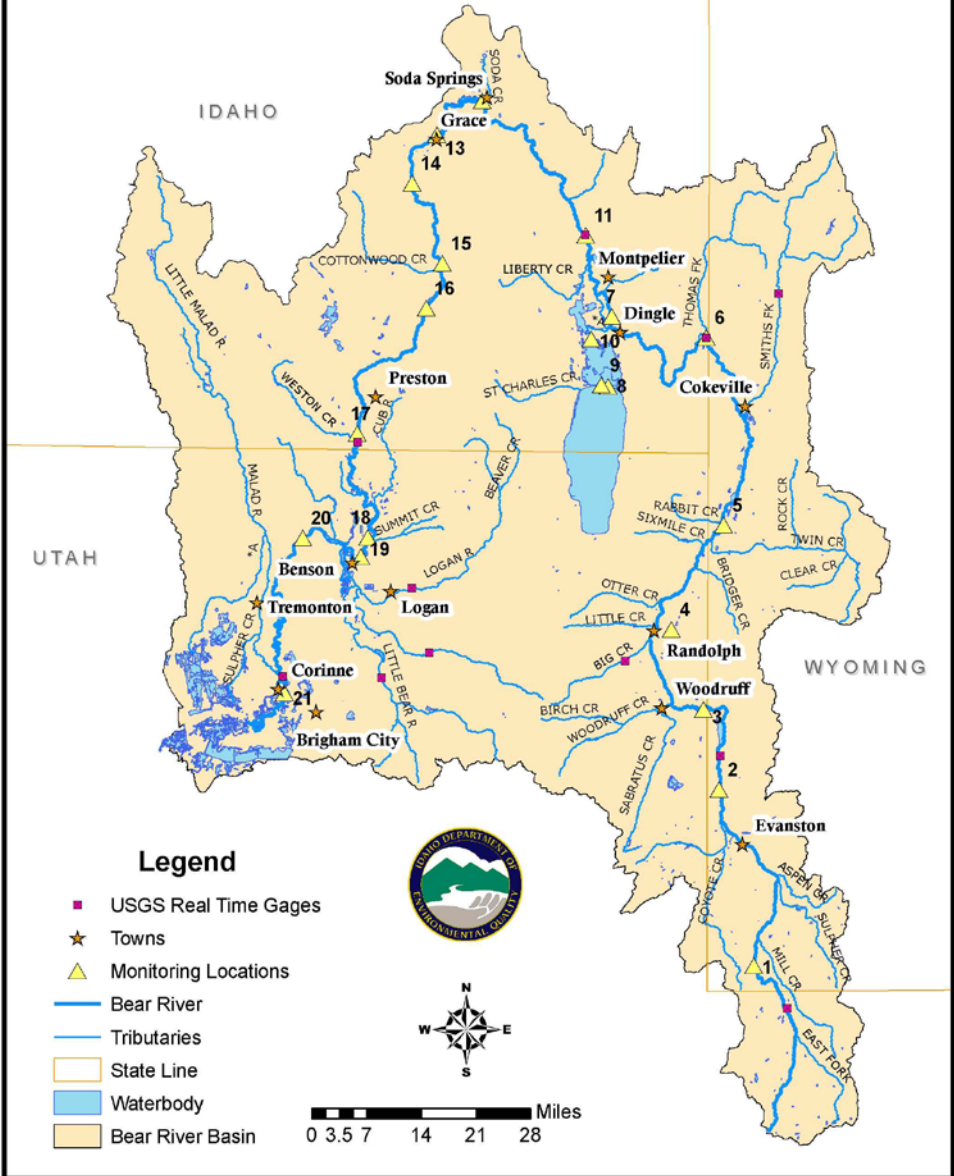 SODA CR
Soda Springs
IDAHO
Grace
13
14
11
15
Montpelier
COTTONWOOD CR
LIBERTY CR
THOMAS FK
LITTLE MALAD R
16
7
Dingle
6
SMITHS FK
10
9
8
Preston
ST CHARLES CR
Cokeville
WESTON CR
17
CUB R
BEAVER CR
MALAD R
ROCK CR
RABBIT CR
5
SIXMILE CR
20
18
SUMMIT CR
TWIN CR
*A
19
UTAH
Benson
LOGAN R
CLEAR CR
BRIDGER CR
OTTER CR
Tremonton
Logan
LITTLE CR
4
Randolph
SULPHER CR
BIG CR
WYOMING
LITTLE BEAR R
Corinne
21
Woodruff
BIRCH CR
WOODRUFF CR
3
Brigham City
SABRATUS CR
2
Evanston
ASPEN CR
COYOTE CR
SULPHER CR
1
MILL CR
EAST FORK
Legend
USGS Real Time Gages
Towns
Monitoring Locations
Bear River
Tributaries
State Line
Waterbody
Bear River Basin
IDAHO DEPARTMENT OF
ENVIRONMENTAL QUALITY
N
W E
S
Miles
0 3.5 7 14 21 28